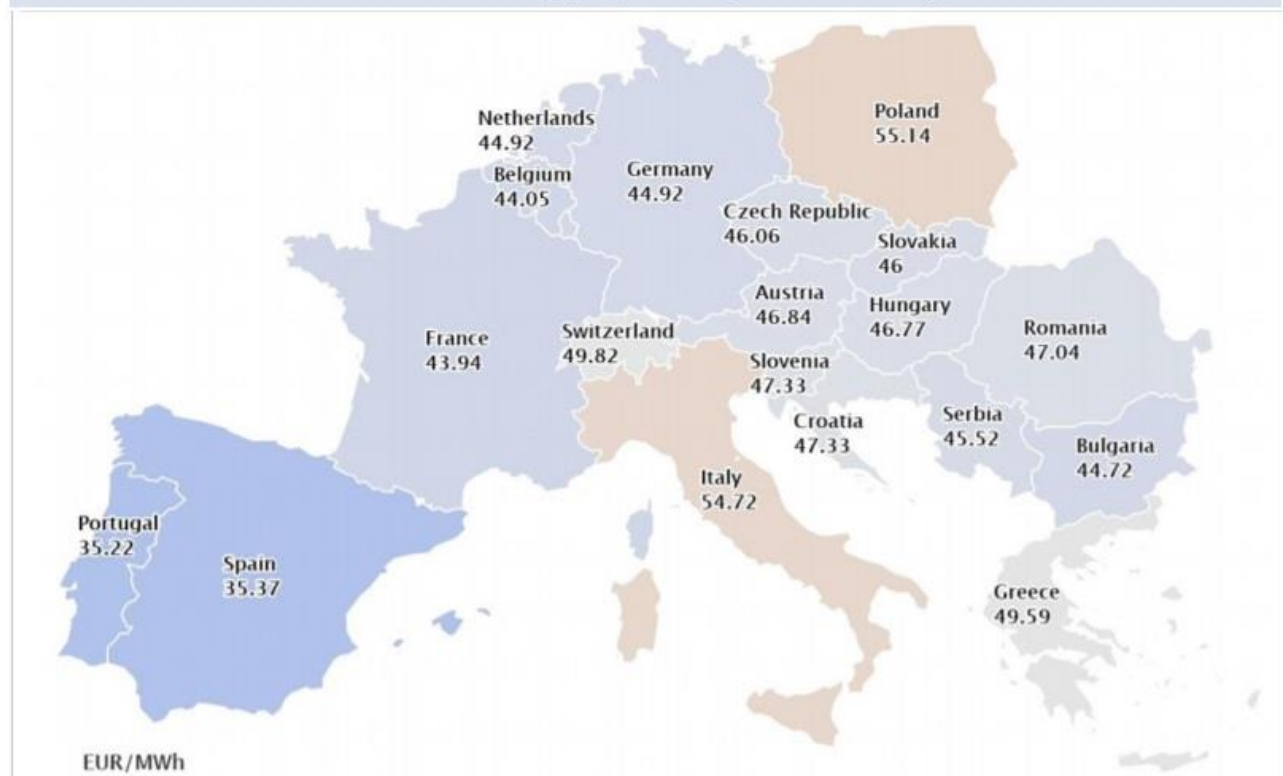 Netherlands
44.92
Belgium
44.05
Germany
44.92
Poland
55.14
Czech Republic
46.06
Slovakia
46
Austria
46.84
Hungary
46.77
Romania
47.04
France
43.94
Switzerland
49.82
Slovenia
47.33
Croatia
47.33
Serbia
45.52
Bulgaria
44.72
Italy
54.72
Portugal
35.22
Spain
35.37
Greece
49.59
EUR/MWh